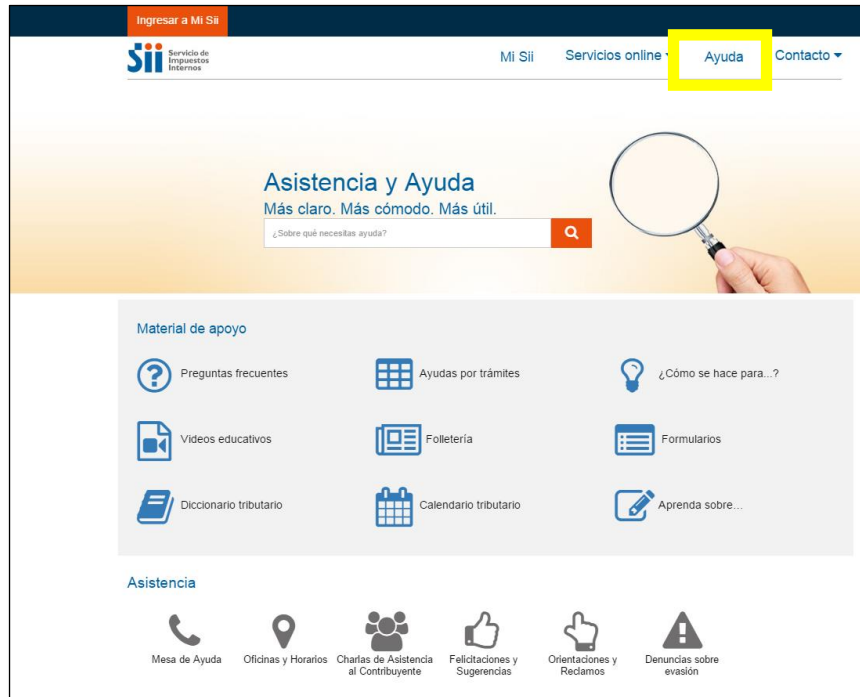 Ingresar a Mi Sii
Sii Servicio de
Impuestos
Internos
Mi Sii Servicios online Ayuda Contacto
Asistencia y Ayuda
Más claro. Más cómodo. Más útil.
¿Sobre qué necesitas ayuda?
Material de apoyo
Preguntas frecuentes Ayudas por trámites ¿Cómo se hace para...?
Videos educativos Folletería Formularios
Diccionario tributario Calendario tributario Aprenda sobre...
Asistencia
Mesa de Ayuda Oficinas y Horarios Charlas de Asistencia Felicitaciones y Orientaciones y Denuncias sobre
al Contribuyente Sugerencias Reclamos evasión